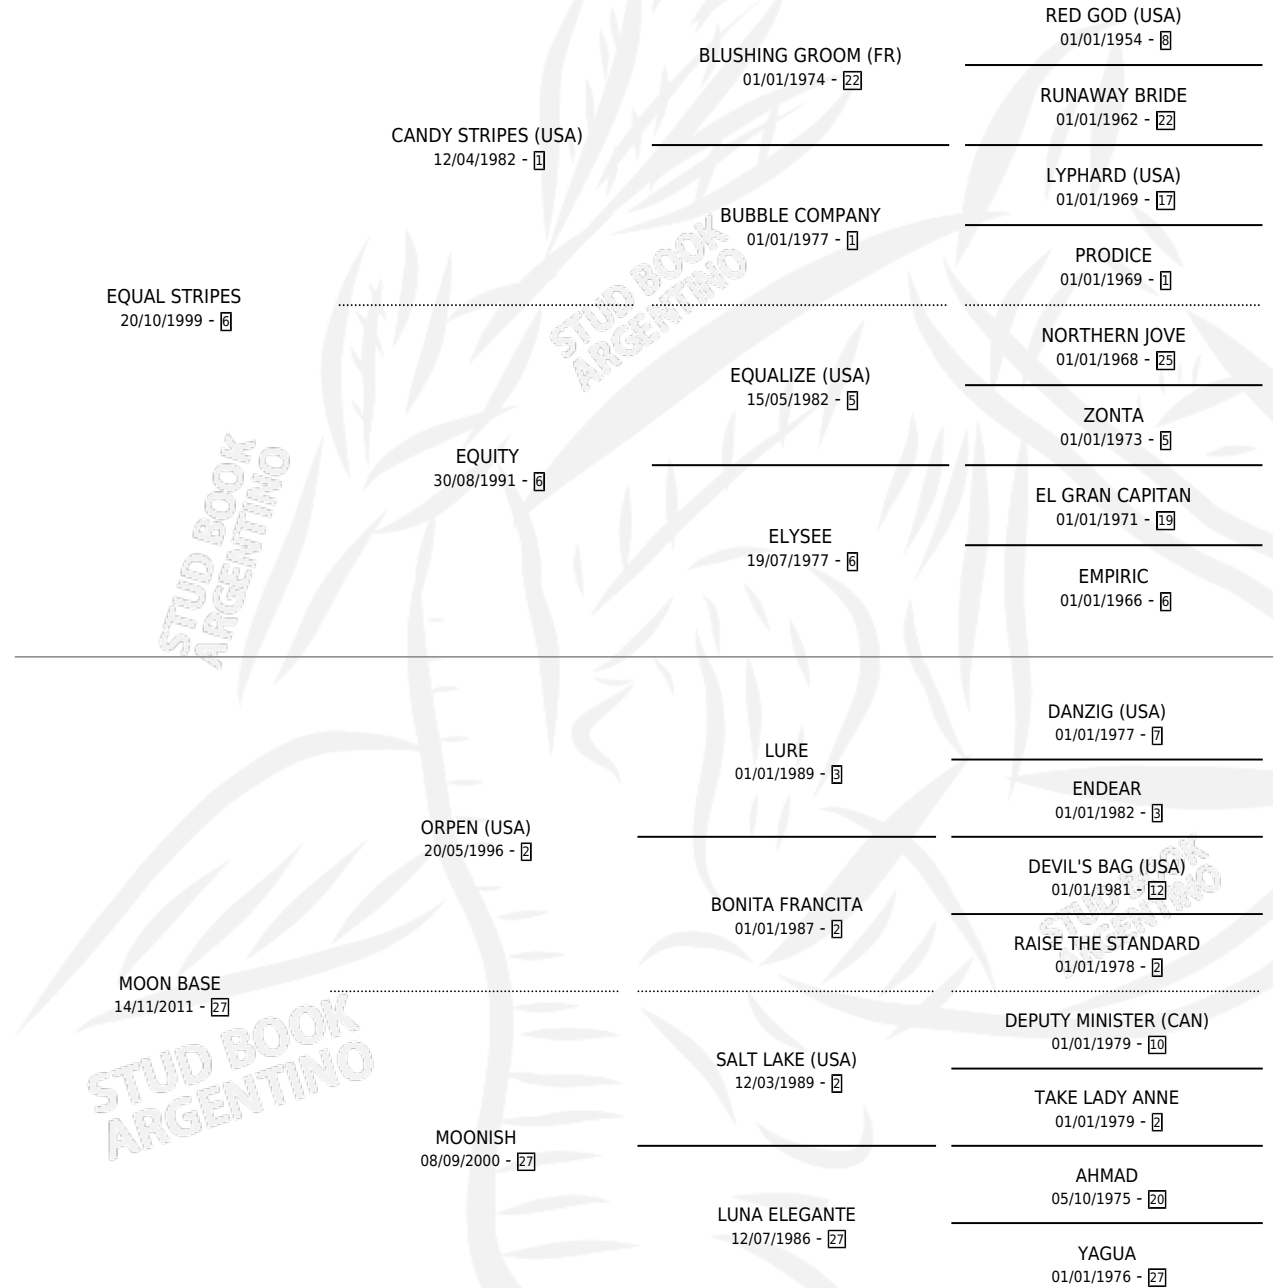 RED GOD (USA)
01/01/1954 - 8
BLUSHING GROOM (FR)
01/01/1974 - 22
RUNAWAY BRIDE
01/01/1962 - 22
CANDY STRIPES (USA)
12/04/1982 - 1
LYPHARD (USA)
01/01/1969 - 17
BUBBLE COMPANY
01/01/1977 - 1
PRODICE
01/01/1969 - 1
EQUAL STRIPES
20/10/1999 - 6
STUD BOOK
ARGENTINO
NORTHERN JOVE
01/01/1968 - 25
EQUALIZE (USA)
15/05/1982 - 5
ZONTA
01/01/1973 - 5
EQUITY
30/08/1991 - 6
EL GRAN CAPITAN
01/01/1971 - 19
ELYSEE
19/07/1977 - 6
EMPIRIC
01/01/1966 - 6
STUD BOOK
ARGENTINO
DANZIG (USA)
01/01/1977 - 7
LURE
01/01/1989 - 3
ENDEAR
01/01/1982 - 3
ORPEN (USA)
20/05/1996 - 2
DEVIL'S BAG (USA)
01/01/1981 - 12
BONITA FRANCITA
01/01/1987 - 2
STUD BOOK
ARGENTINO
RAISE THE STANDARD
01/01/1978 - 2
MOON BASE
14/11/2011 - 27
DEPUTY MINISTER (CAN)
01/01/1979 - 10
STUD BOOK
ARGENTINO
SALT LAKE (USA)
12/03/1989 - 2
TAKE LADY ANNE
01/01/1979 - 2
MOONISH
08/09/2000 - 27
AHMAD
05/10/1975 - 20
LUNA ELEGANTE
12/07/1986 - 27
YAGUA
01/01/1976 - 27